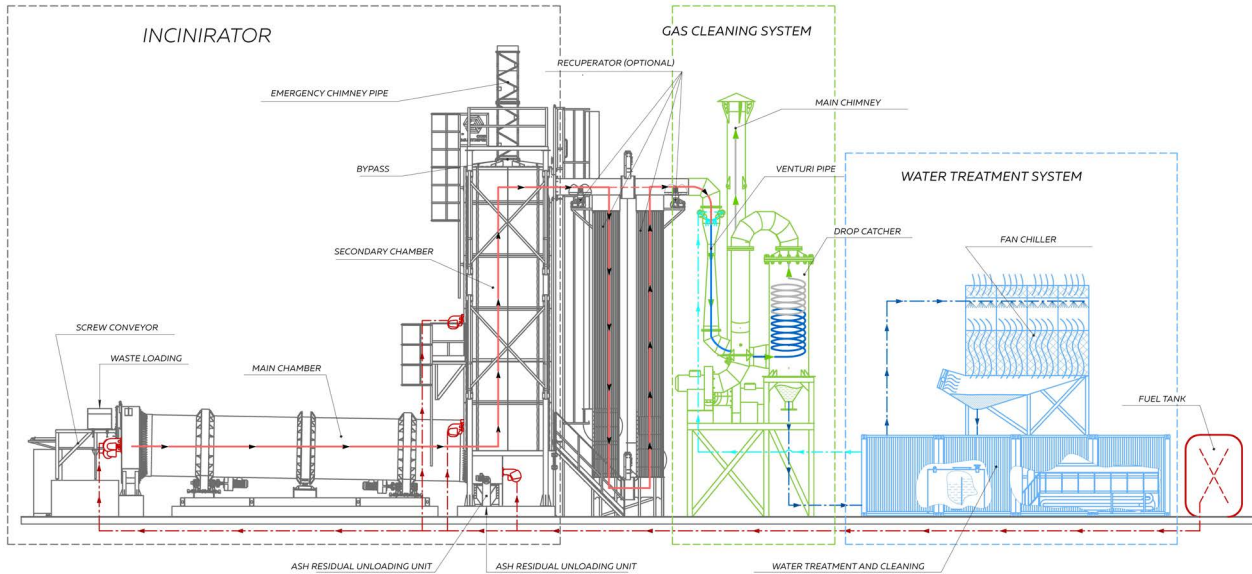 INCINIRATOR
GAS CLEANING SYSTEM
RECUPERATOR (OPTIONAL)
EMERGENCY CHIMNEY PIPE
MAIN CHIMNEY
BYPASS
VENTURI PIPE
WATER TREATMENT SYSTEM
DROP CATCHER
FAN CHILLER
SECONDARY CHAMBER
SCREW CONVEYOR
WASTE LOADING
MAIN CHAMBER
FUEL TANK
ASH RESIDUAL UNLOADING UNIT
ASH RESIDUAL UNLOADING UNIT
WATER TREATMENT AND CLEANING